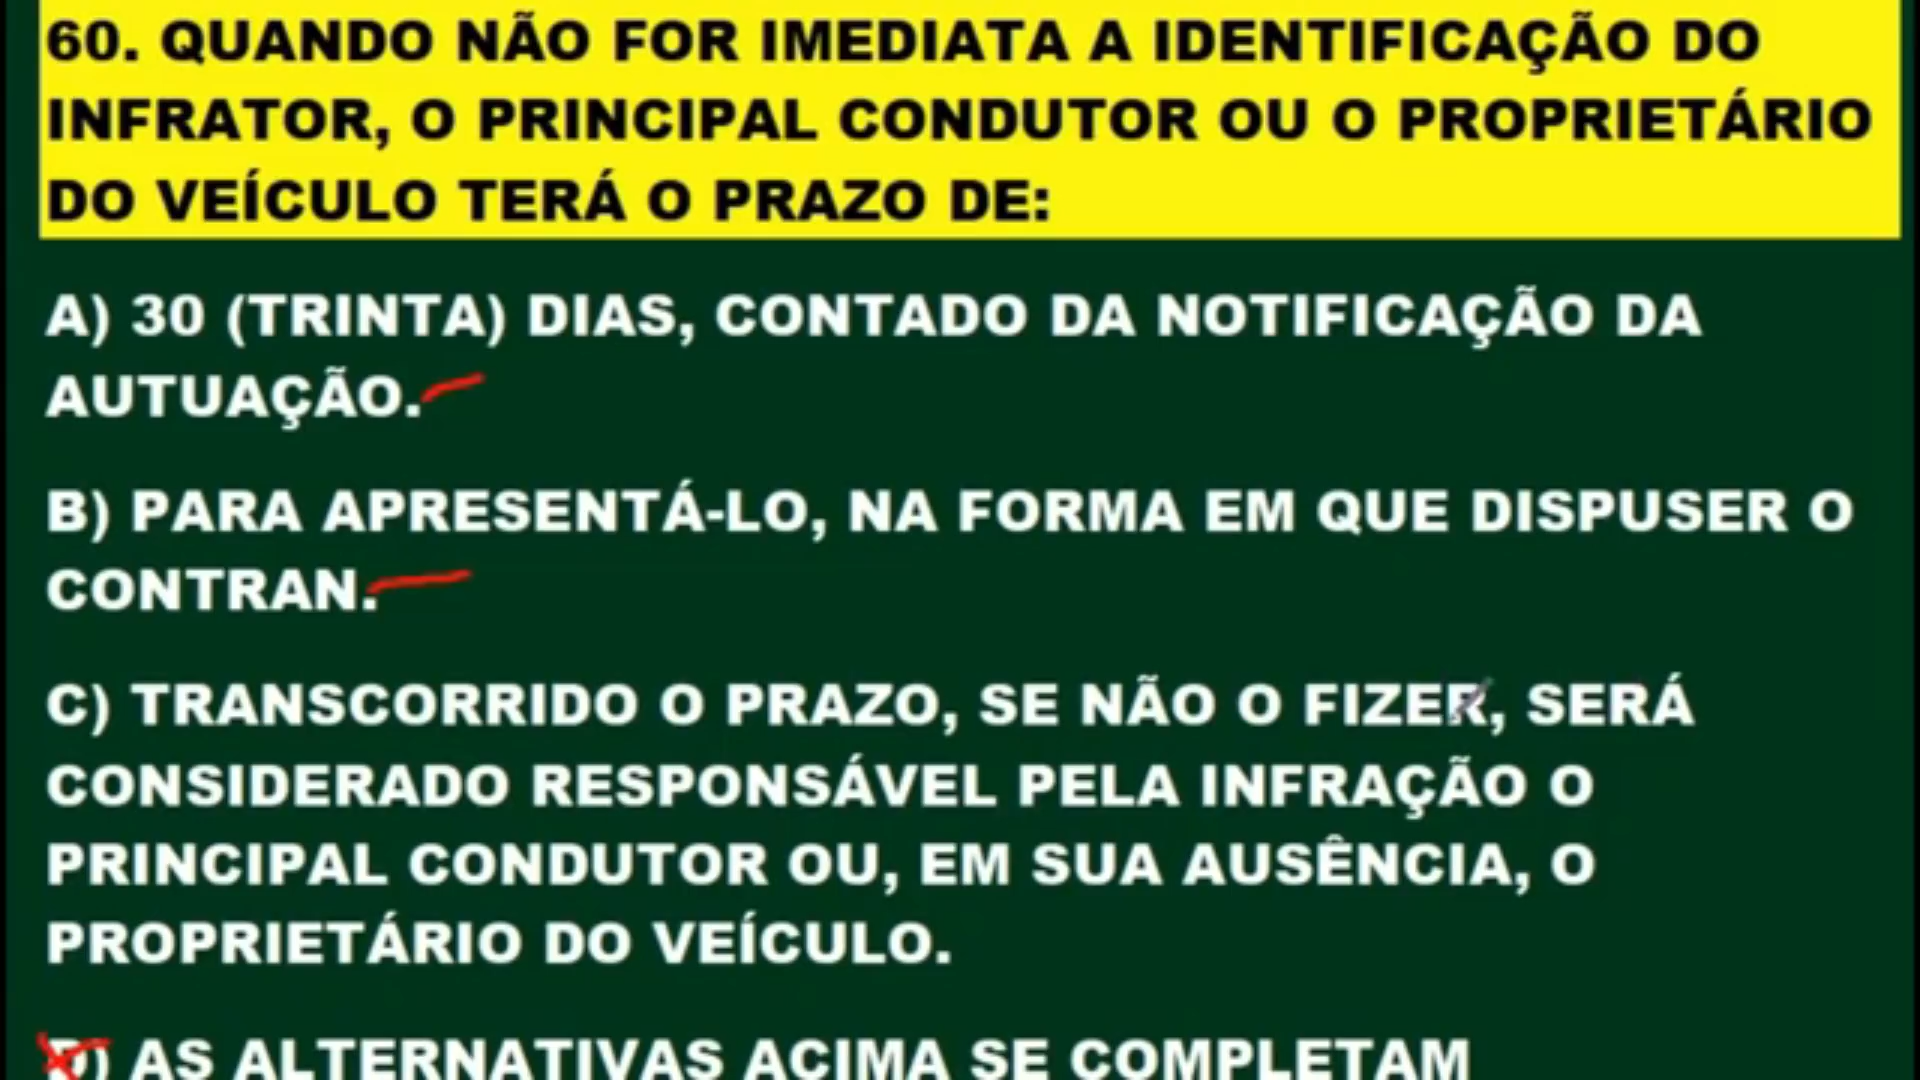 60. QUANDO NÃO FOR IMEDIATA A IDENTIFICAÇÃO DO
INFRATOR, O PRINCIPAL CONDUTOR OU O PROPRIETÁRIO
DO VEÍCULO TERÁ O PRAZO DE:
A) 30 (TRINTA) DIAS, CONTADO DA NOTIFICAÇÃO DA
AUTUAÇÃO.
B) PARA APRESENTÁ-LO, NA FORMA EM QUE DISPUSER O
CONTRAN.
C) TRANSCORRIDO O PRAZO, SE NÃO O FIZER, SERÁ
CONSIDERADO RESPONSÁVEL PELA INFRAÇÃO O
PRINCIPAL CONDUTOR OU, EM SUA AUSÊNCIA, O
PROPRIETÁRIO DO VEÍCULO.
D) AS ALTERNATIVAS ACIMA SE COMPLETAM